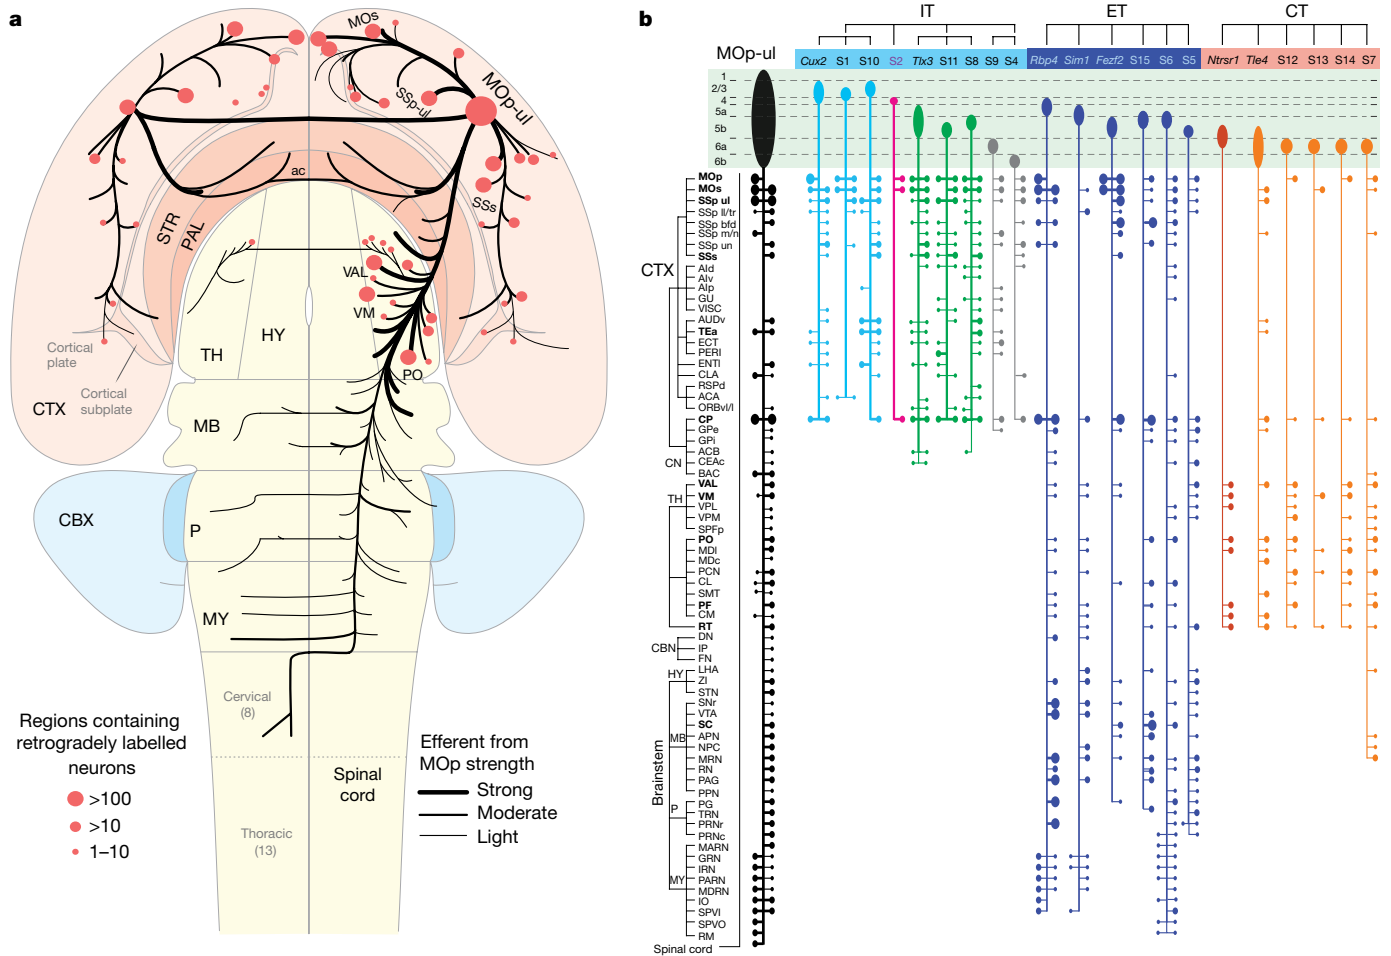 a
MOs
MOp-ul
SSp-ul
SSs
ac
STR
PAL
VAL
VM
PO
HY
TH
Cortical
plate
Cortical
subplate
CTX
MB
CBX
P
MY
Cervical
(8)
Spinal
cord
Thoracic
(13)
Regions containing
retrogradely labelled
neurons
>100
>10
1–10
Efferent from
MOp strength
Strong
Moderate
Light
b
IT
ET
CT
MOp-ul
Cux2 S1 S10 S2 Tlx3 S11 S8 S9 S4 Rbp4 Sim1 Fezf2 S15 S6 S5 Ntrsr1 Tle4 S12 S13 S14 S7
1
2/3
4
5a
5b
6a
6b
MOp
MOs
SSp ul
SSp ll/tr
SSp bfd
SSp m/n
SSp un
SSs
CTX
AId
AIv
AIp
GU
VISC
AUDv
TEa
ECT
PERI
ENTl
CLA
RSPd
ACA
ORBvl/l
CP
GPe
GPi
ACB
CN CEAc
BAC
VAL
TH VM
VPL
VPM
SPFp
PO
MDl
MDc
PCN
CL
SMT
PF
CM
RT
DN
CBN IP
FN
HY LHA
ZI
STN
SNr
VTA
SC
MB APN
NPC
MRN
RN
PAG
PPN
Brainstem
P PG
TRN
PRNr
PRNc
MARN
GRN
IRN
MY PARN
MDRN
IO
SPVI
SPVO
RM
Spinal cord